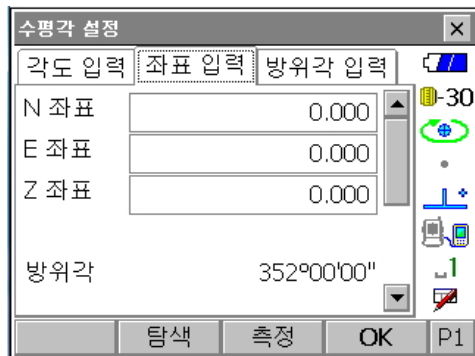 수평각 설정
각도 입력 좌표 입력 방위각 입력
-30
N 좌표 0.000
E 좌표 0.000
Z 좌표 0.000
방위각 352º00'00"
1
탐색 측정 OK P1